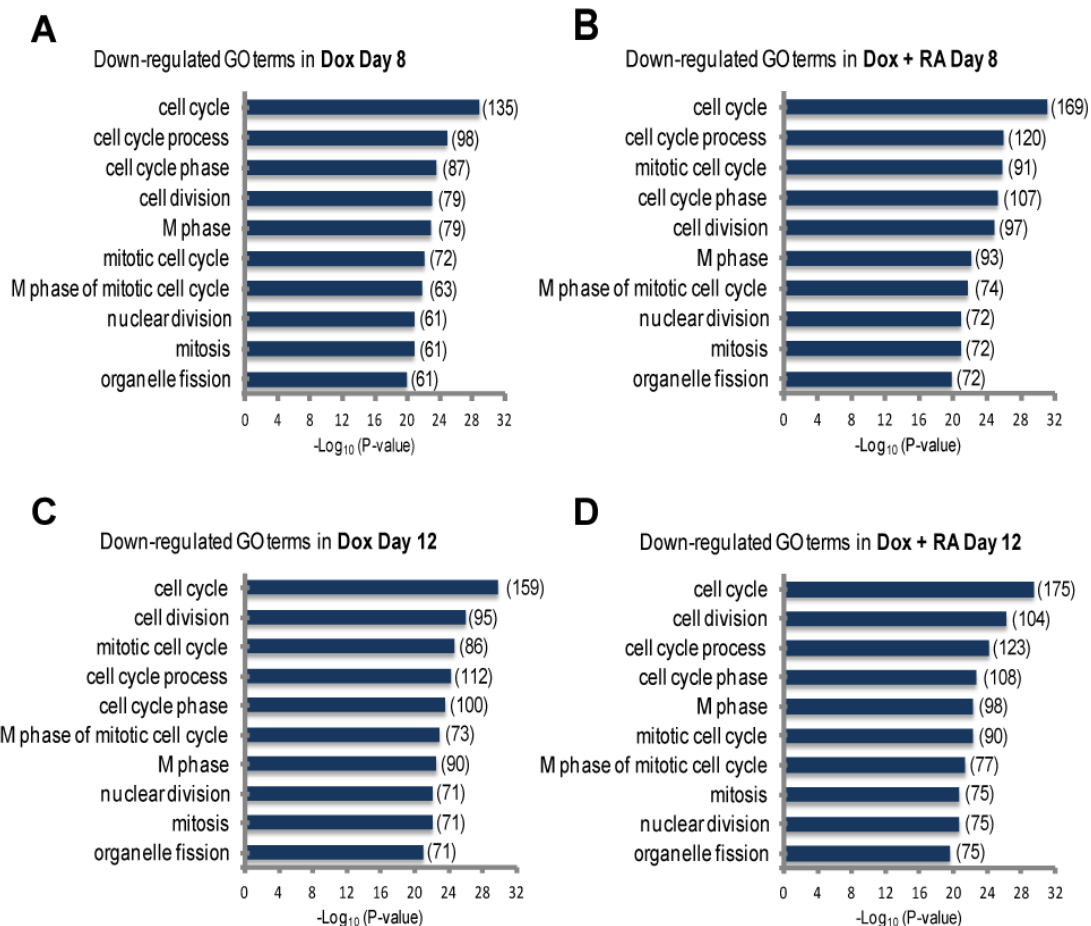 A
Down-regulated GO terms in Dox Day 8
cell cycle (135)
cell cycle process (98)
cell cycle phase (87)
cell division (79)
M phase (79)
mitotic cell cycle (72)
M phase of mitotic cell cycle (63)
nuclear division (61)
mitosis (61)
organelle fission (61)
0 4 8 12 16 20 24 28 32
-Log₁₀ (P-value)
B
Down-regulated GO terms in Dox + RA Day 8
cell cycle (169)
cell cycle process (120)
mitotic cell cycle (91)
cell cycle phase (107)
cell division (97)
M phase (93)
M phase of mitotic cell cycle (74)
nuclear division (72)
mitosis (72)
organelle fission (72)
0 4 8 12 16 20 24 28 32
-Log₁₀ (P-value)
C
Down-regulated GO terms in Dox Day 12
cell cycle (159)
cell division (95)
mitotic cell cycle (86)
cell cycle process (112)
cell cycle phase (100)
M phase of mitotic cell cycle (73)
M phase (90)
nuclear division (71)
mitosis (71)
organelle fission (71)
0 4 8 12 16 20 24 28 32
-Log₁₀ (P-value)
D
Down-regulated GO terms in Dox + RA Day 12
cell cycle (175)
cell division (104)
cell cycle process (123)
cell cycle phase (108)
M phase (98)
mitotic cell cycle (90)
M phase of mitotic cell cycle (77)
mitosis (75)
nuclear division (75)
organelle fission (75)
0 4 8 12 16 20 24 28 32
-Log₁₀ (P-value)